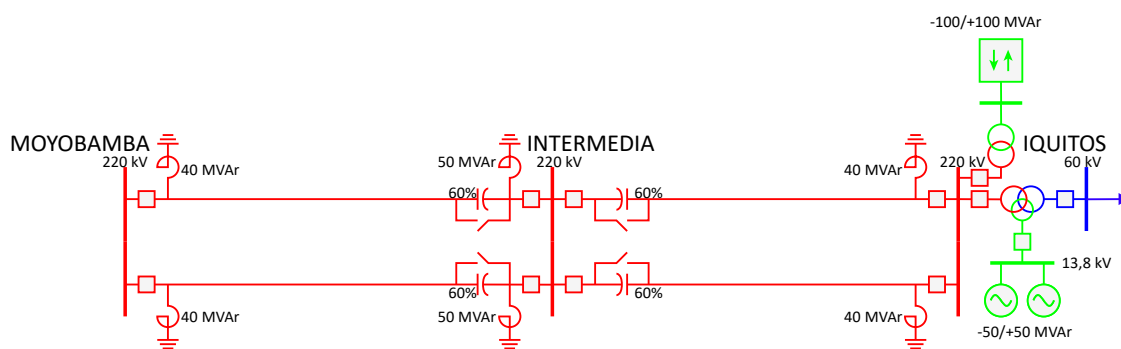 -100/+100 MVAr
MOYOBAMBA
INTERMEDIA
IQUITOS
220 kV
40 MVAr
50 MVAr
220 kV
40 MVAr
220 kV
60 kV
60%
60%
60%
60%
13,8 kV
40 MVAr
50 MVAr
40 MVAr
-50/+50 MVAr